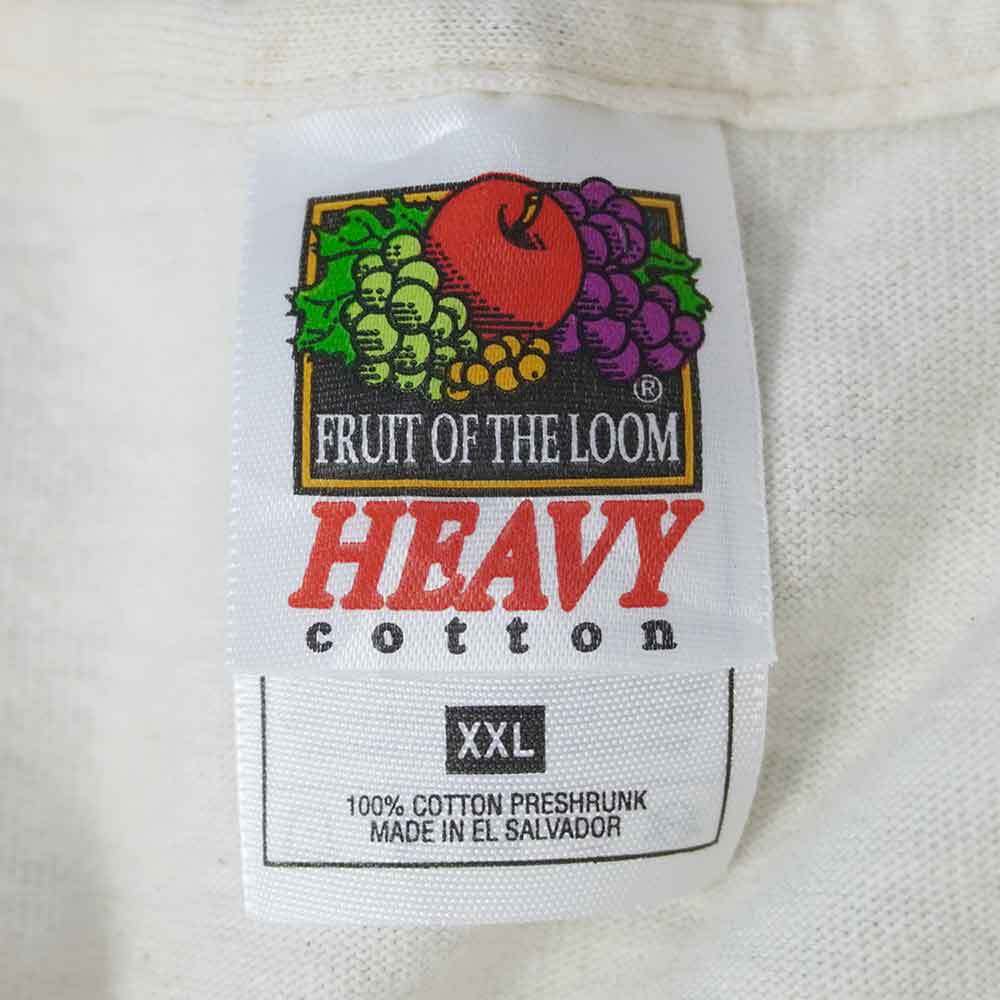 ®
FRUIT OF THE LOOM
HEAVY
cotton
XXL
100% COTTON PRESHRUNK
MADE IN EL SALVADOR